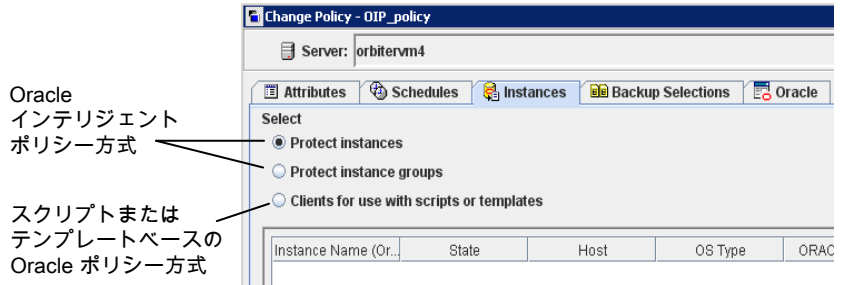 Change Policy - OIP_policy
Server: orbitervm4
Attributes Schedules Instances Backup Selections Oracle
Select
Protect instances
Protect instance groups
Clients for use with scripts or templates
Instance Name (Or... State Host OS Type ORAC
Oracle
インテリジェント
ポリシー方式
スクリプトまたは
テンプレートベースの
Oracle ポリシー方式